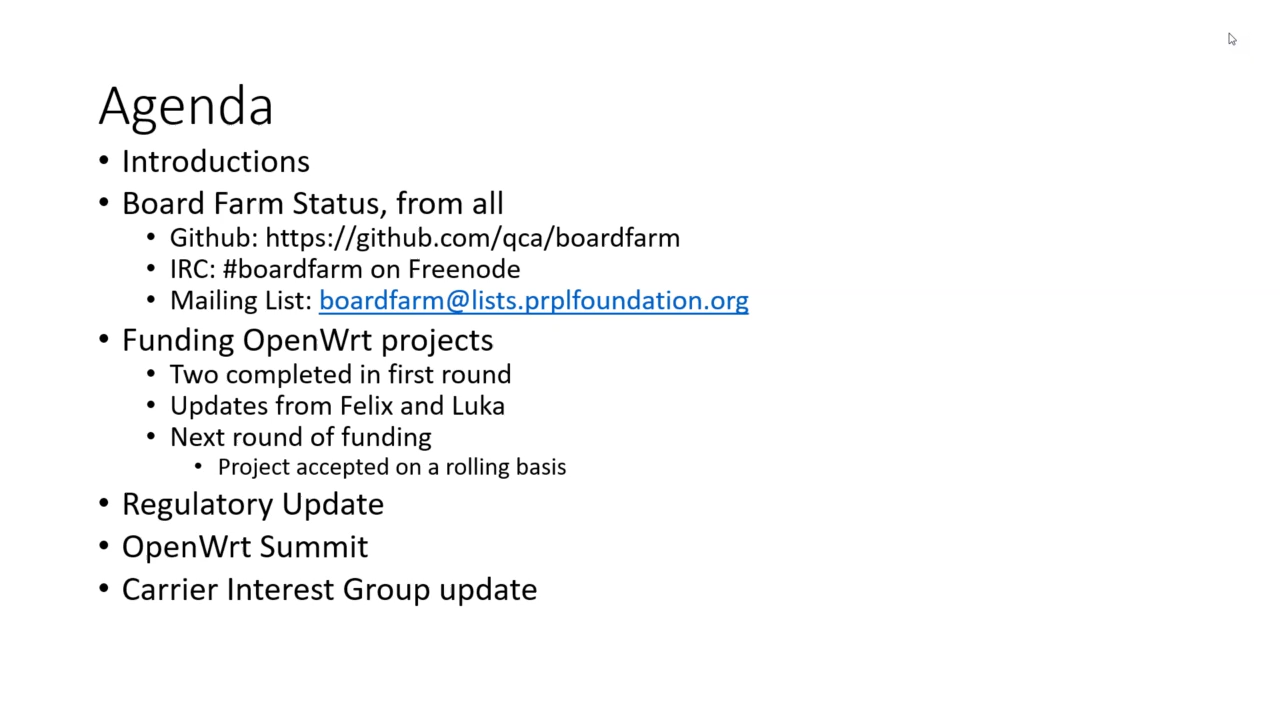 Agenda
• Introductions
• Board Farm Status, from all
• Github: https://github.com/qca/boardfarm
• IRC: #boardfarm on Freenode
• Mailing List: boardfarm@lists.prplfoundation.org
• Funding OpenWrt projects
• Two completed in first round
• Updates from Felix and Luka
• Next round of funding
• Project accepted on a rolling basis
• Regulatory Update
• OpenWrt Summit
• Carrier Interest Group update